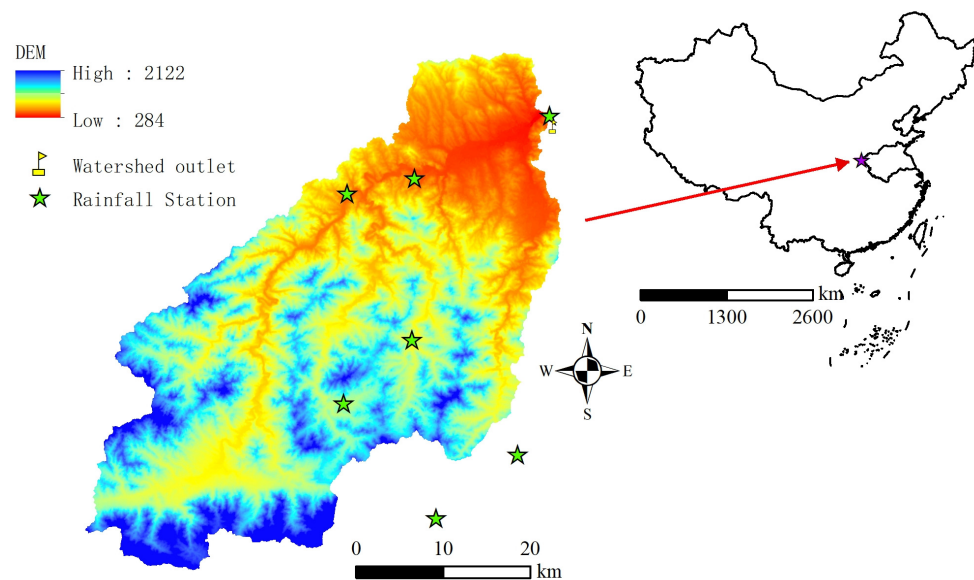 DEM
High : 2122
Low : 284
Watershed outlet
Rainfall Station
N
W
E
S
0
10
20
km
km
0
1300
2600